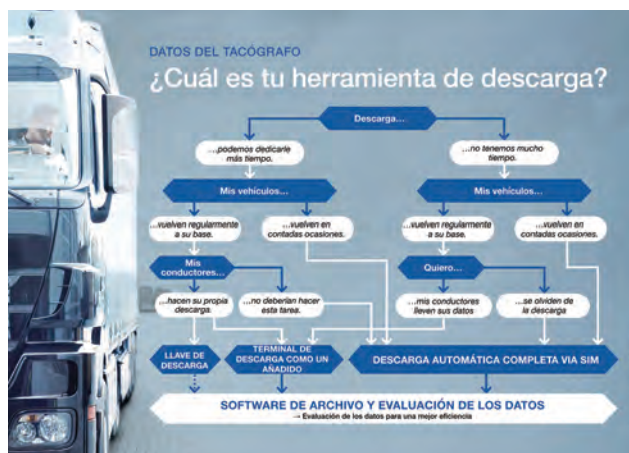 DATOS DEL TACÓGRAFO
¿Cuál es tu herramienta de descarga?
Descarga...
...podemos dedicarle
más tiempo.
...no tenemos mucho
tiempo.
Mis vehículos...
Mis vehículos...
...vuelven regularmente
a su base.
...vuelven en
contadas ocasiones.
...vuelven regularmente
a su base.
...vuelven en
contadas ocasiones.
Mis
conductores...
Quiero...
...hacen su propia
descarga.
...no deberían hacer
esta tarea.
...mis conductores
lleven sus datos
...se olviden de
la descarga
LLAVE DE
DESCARGA
TERMINAL DE
DESCARGA COMO UN
AÑADIDO
DESCARGA AUTOMÁTICA COMPLETA VIA SIM
SOFTWARE DE ARCHIVO Y EVALUACIÓN DE LOS DATOS
→ Evaluación de los datos para una mejor eficiencia